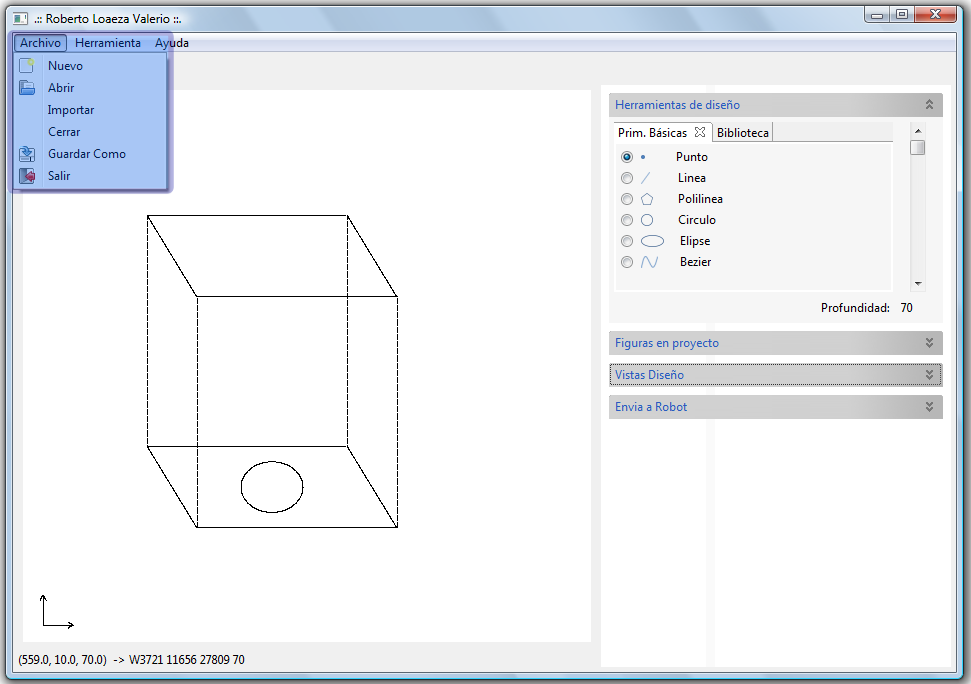 .:: Roberto Loaeza Valerio ::.
Archivo Herramienta Ayuda
Nuevo
Abrir
Importar
Cerrar
Guardar Como
Salir
Herramientas de diseño
Prim. Básicas Biblioteca
Punto
Linea
Polilinea
Circulo
Elipse
Bezier
Profundidad: 70
Figuras en proyecto
Vistas Diseño
Envia a Robot
(559.0, 10.0, 70.0) -> W3721 11656 27809 70